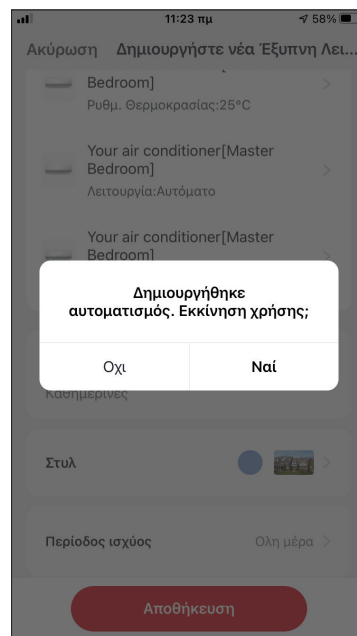 11:23 πμ
58%
Ακύρωση Δημιουργήστε νέα Έξυπνη Λει...
Bedroom]
Ρυθμ. Θερμοκρασίας:25°C
Your air conditioner[Master
Bedroom]
Λειτουργία:Αυτόματο
Your air conditioner[Master
Bedroom]
Δημιουργήθηκε
αυτοματισμός. Εκκίνηση χρήσης;
Οχι
Ναί
Καθημερινές
Στυλ
Περίοδος ισχύος
Ολη μέρα
Αποθήκευση